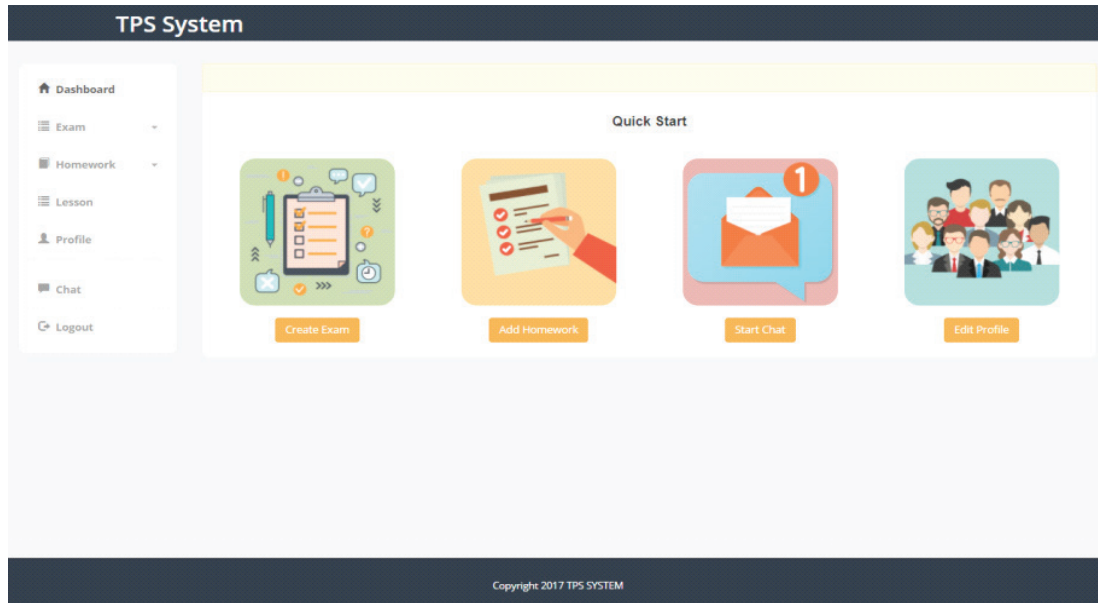 TPS System
Dashboard
Exam
Homework
Lesson
Profile
Chat
Logout
Quick Start
1
Create Exam
Add Homework
Start Chat
Edit Profile
Copyright 2017 TPS SYSTEM